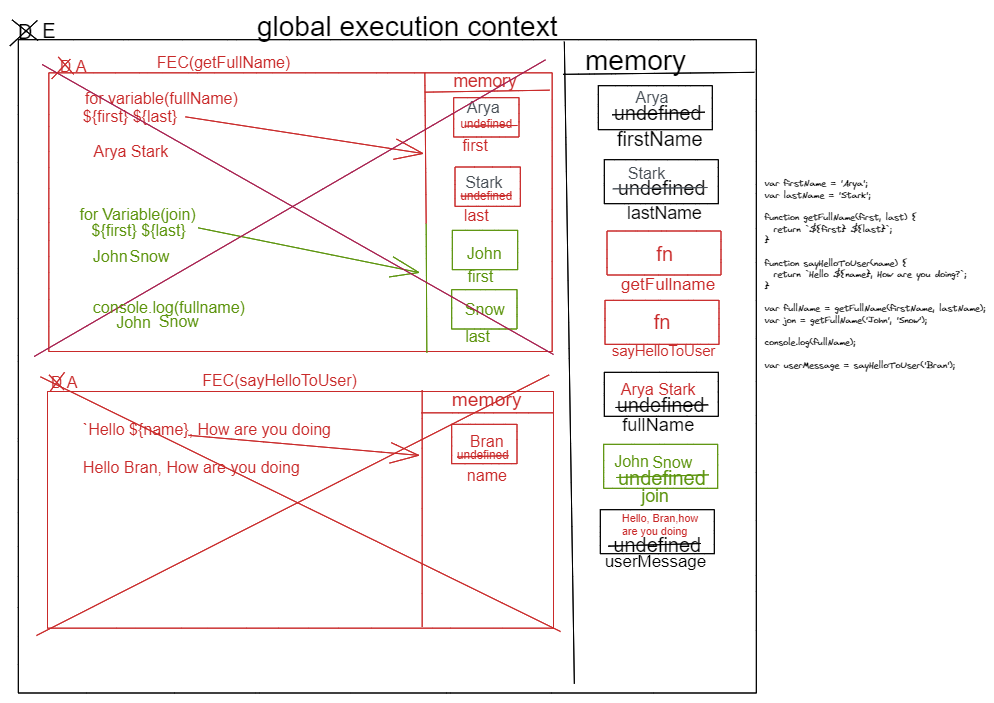 global execution context
D E
memory
D A
FEC(getFullName)
memory
for variable(fullName)
${first} ${last}
Arya Stark
Arya
undefined
first
Stark
undefined
last
for Variable(join)
${first} ${last}
John Snow
John
first
console.log(fullname)
John Snow
Snow
last
D A
FEC(sayHelloToUser)
memory
`Hello ${name}, How are you doing
Hello Bran, How are you doing
Bran
undefined
name
Arya
undefined
firstName
Stark
undefined
lastName
fn
getFullname
fn
sayHelloToUser
Arya Stark
undefined
fullName
John Snow
undefined
join
Hello, Bran,how
are you doing
undefined
userMessage
var firstName = 'Arya';
var lastName = 'Stark';
function getFullName(first, last) {
return `${first} ${last}`;
}
function sayHelloToUser(name) {
return `Hello ${name}, How are you doing?`;
}
var fullName = getFullName(firstName, lastName);
var jon = getFullName('John', 'Snow');
console.log(fullName);
var userMessage = sayHelloToUser('Bran');